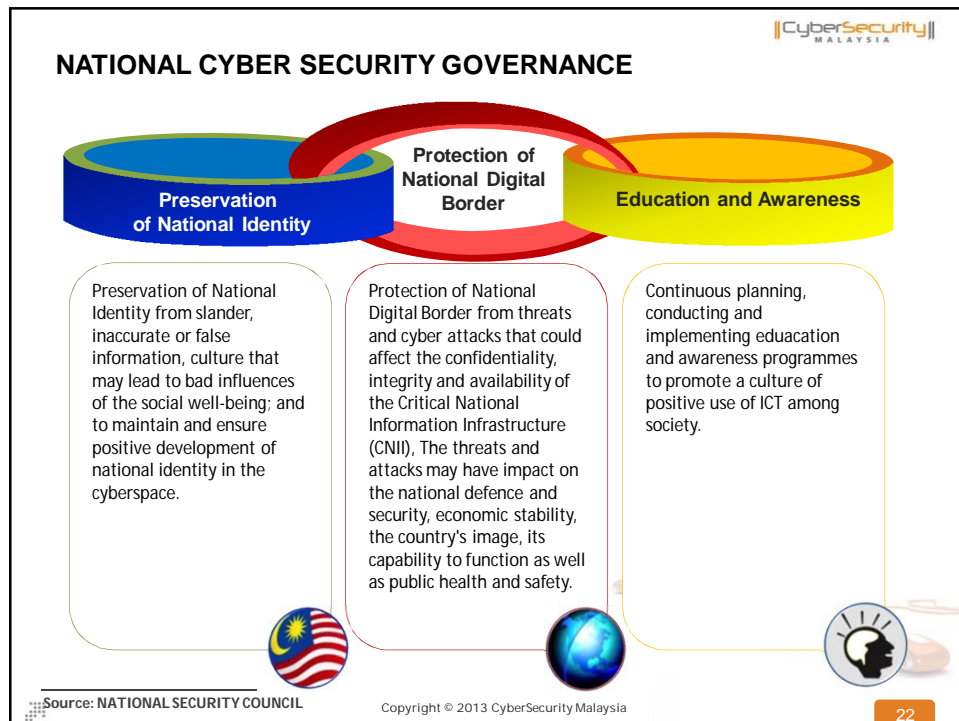 ||CyberSecurity||
MALAYSIA
NATIONAL CYBER SECURITY GOVERNANCE
Preservation
of National Identity
Protection of
National Digital
Border
Education and Awareness
Preservation of National
Identity from slander,
inaccurate or false
information, culture that
may lead to bad influences
of the social well-being; and
to maintain and ensure
positive development of
national identity in the
cyberspace.
Protection of National
Digital Border from threats
and cyber attacks that could
affect the confidentiality,
integrity and availability of
the Critical National
Information Infrastructure
(CNII), The threats and
attacks may have impact on
the national defence and
security, economic stability,
the country's image, its
capability to function as well
as public health and safety.
Continuous planning,
conducting and
implementing eduacation
and awareness programmes
to promote a culture of
positive use of ICT among
society.
Source: NATIONAL SECURITY COUNCIL
Copyright © 2013 CyberSecurity Malaysia
22